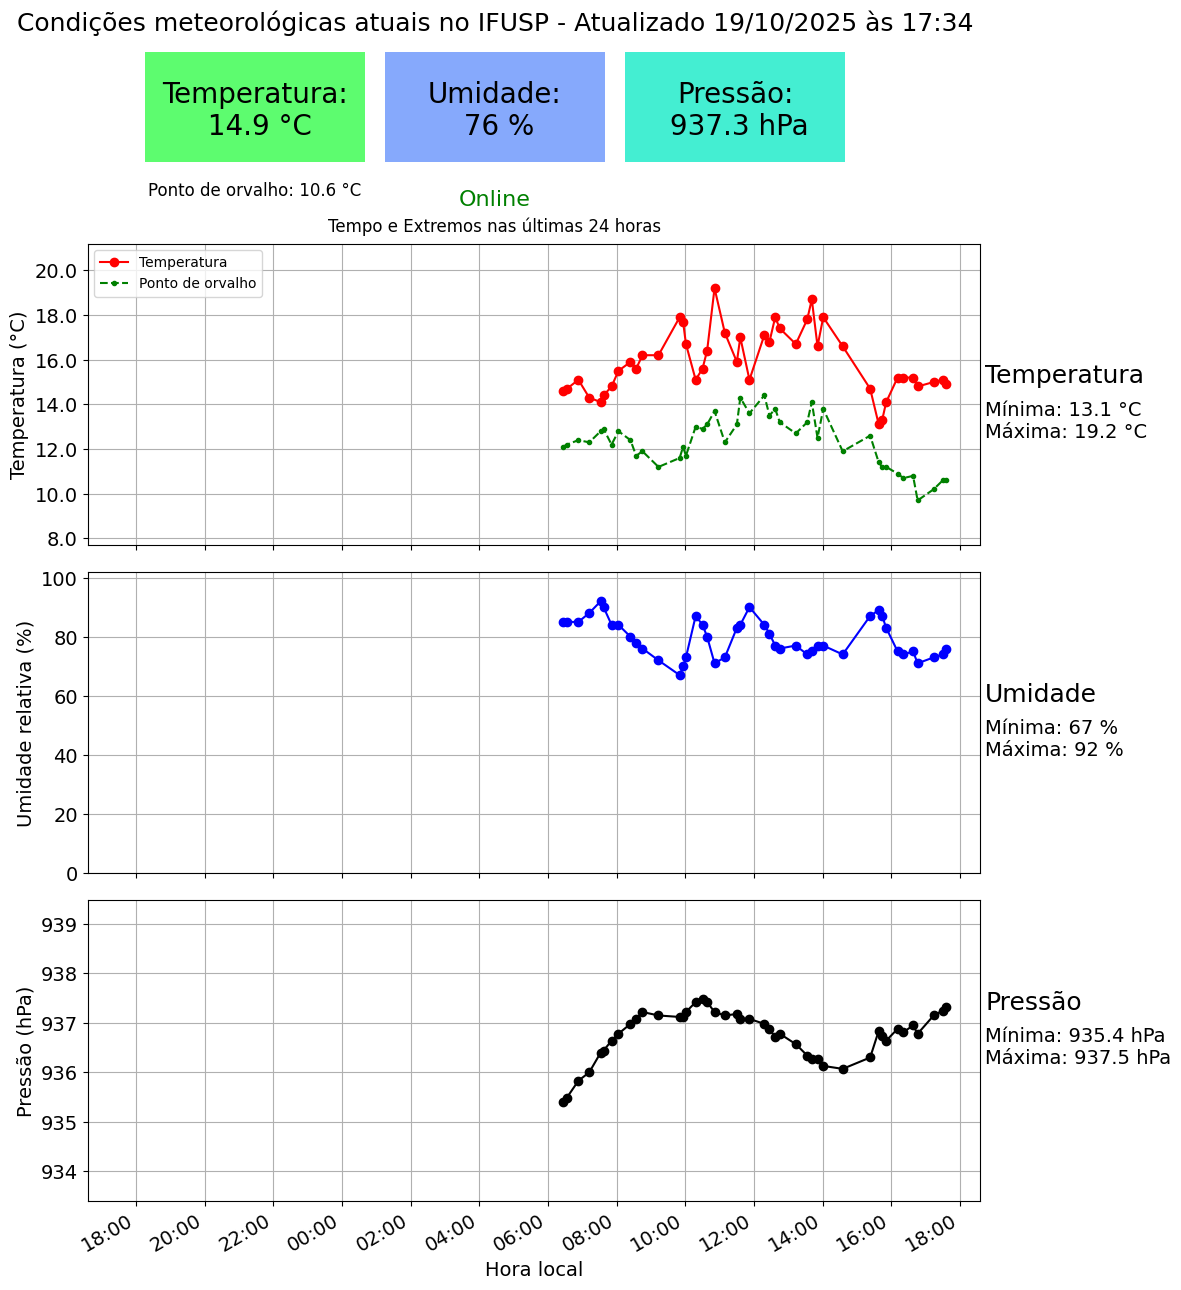 Condições meteorológicas atuais no IFUSP - Atualizado 19/10/2025 às 17:34
Temperatura:
14.9 °C
Umidade:
76 %
Pressão:
937.3 hPa
Ponto de orvalho: 10.6 °C
Online
Tempo e Extremos nas últimas 24 horas
Temperatura
Ponto de orvalho
Temperatura (°C)
20.0
18.0
16.0
14.0
12.0
10.0
8.0
Temperatura
Mínima: 13.1 °C
Máxima: 19.2 °C
Umidade relativa (%)
100
80
60
40
20
0
Umidade
Mínima: 67 %
Máxima: 92 %
Pressão (hPa)
939
938
937
936
935
934
Pressão
Mínima: 935.4 hPa
Máxima: 937.5 hPa
18:00 20:00 22:00 00:00 02:00 04:00 06:00 08:00 10:00 12:00 14:00 16:00 18:00
Hora local